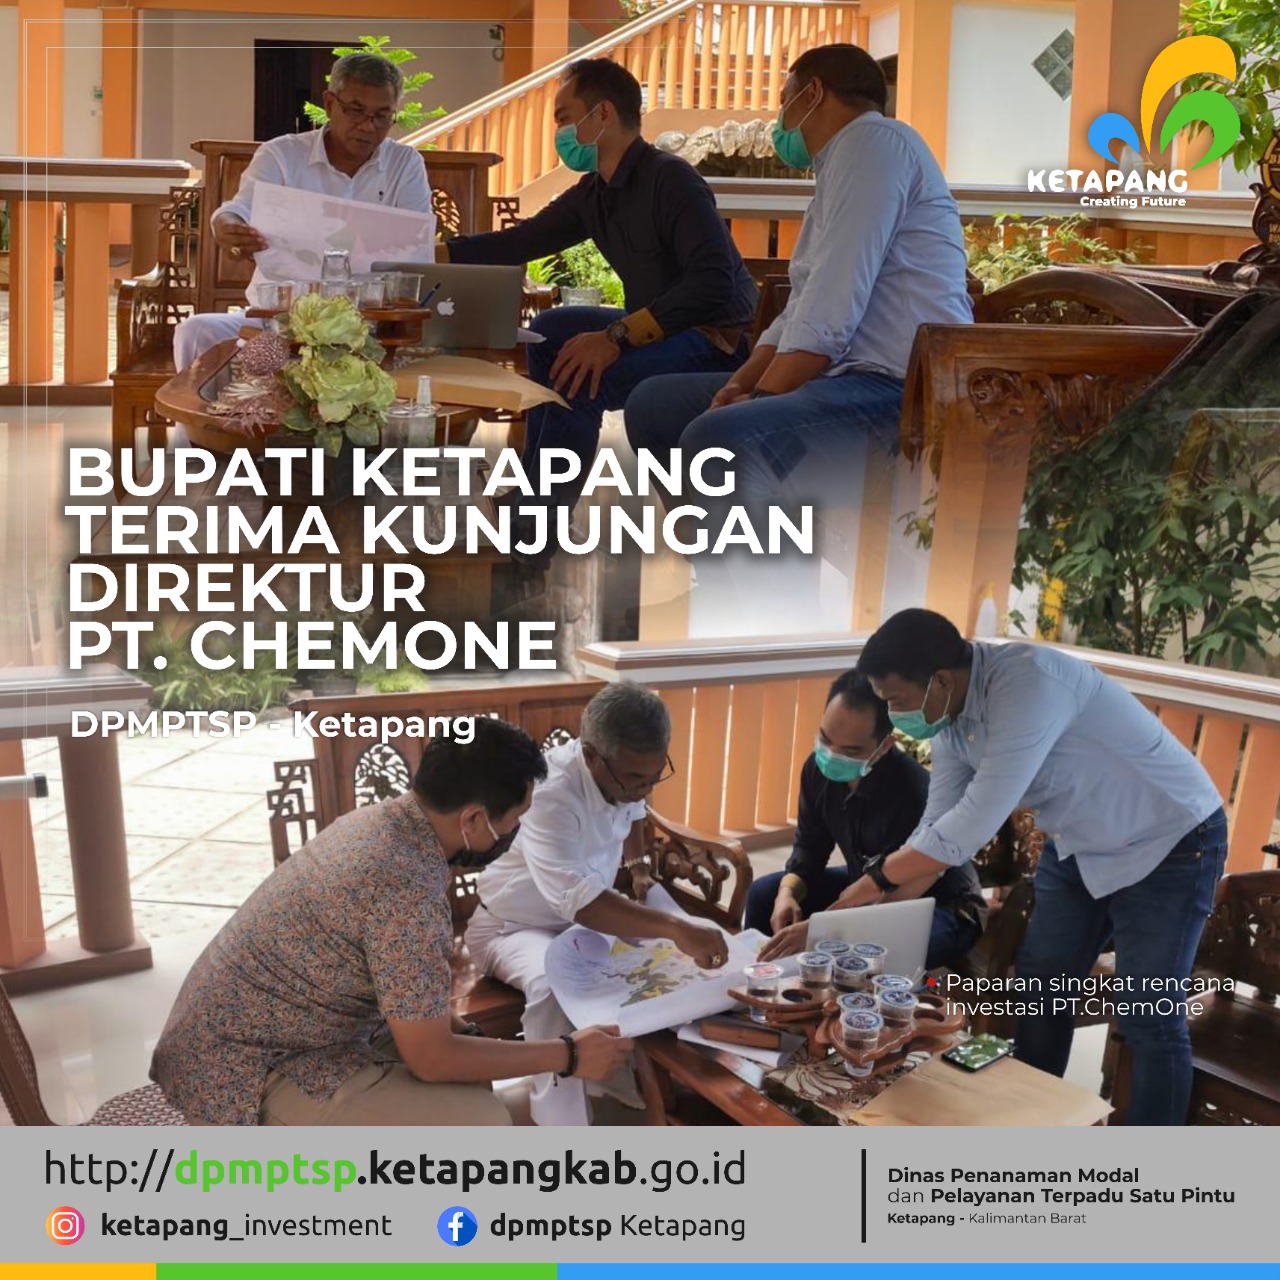 KETAPANG
Creating Future
BUPATI KETAPANG
TERIMA KUNJUNGAN
DIREKTUR
PT. CHEMONE
DPMPTSP - Ketapang
Paparan singkat rencana
investasi PT.ChemOne
http://dpmptsp.ketapangkab.go.id
ketapang_investment
dpmptsp Ketapang
Dinas Penanaman Modal
dan Pelayanan Terpadu Satu Pintu
Ketapang - Kalimantan Barat